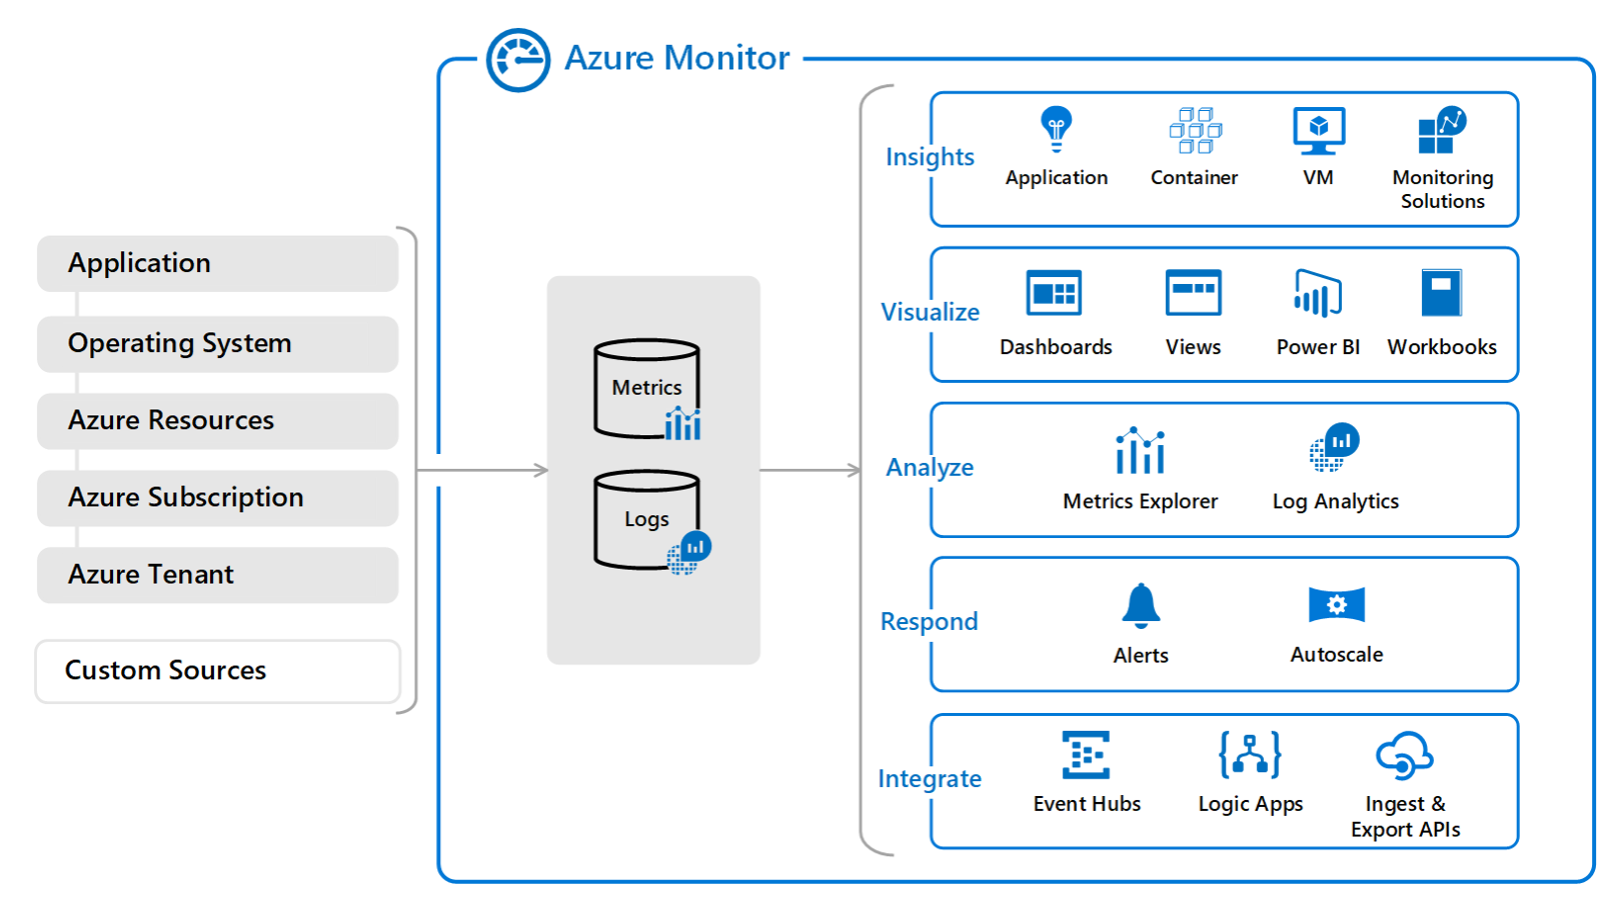 Azure Monitor
Application
Operating System
Azure Resources
Azure Subscription
Azure Tenant
Custom Sources
Metrics
Logs
Insights
Application
Container
VM
Monitoring
Solutions
Visualize
Dashboards
Views
Power BI
Workbooks
Analyze
Metrics Explorer
Log Analytics
Respond
Alerts
Autoscale
Integrate
Event Hubs
Logic Apps
Ingest &
Export APIs